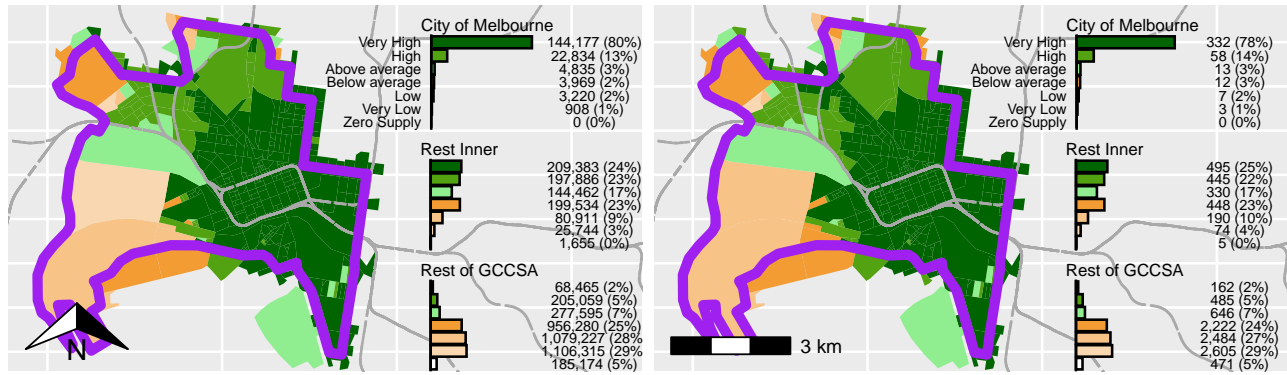 City of Melbourne
Very High 144,177 (80%)
High 22,834 (13%)
Above average 4,835 (3%)
Below average 3,969 (2%)
Low 3,220 (2%)
Very Low 908 (1%)
Zero Supply 0 (0%)
Rest Inner
209,383 (24%)
197,886 (23%)
144,462 (17%)
199,534 (23%)
80,911 (9%)
25,744 (3%)
1,655 (0%)
Rest of GCCSA
68,465 (2%)
205,059 (5%)
277,595 (7%)
956,280 (25%)
1,079,227 (28%
1,106,315 (29%
185,174 (5%)
N
City of Melbourne
Very High 332 (78%)
High 58 (14%)
Above average 13 (3%)
Below average 12 (3%)
Low 7 (2%)
Very Low 3 (1%)
Zero Supply 0 (0%)
Rest Inner
495 (25%)
445 (22%)
330 (17%)
448 (23%)
190 (10%)
74 (4%)
5 (0%)
Rest of GCCSA
162 (2%)
485 (5%)
646 (7%)
2,222 (24%)
2,484 (27%)
2,605 (29%)
471 (5%)
3 km